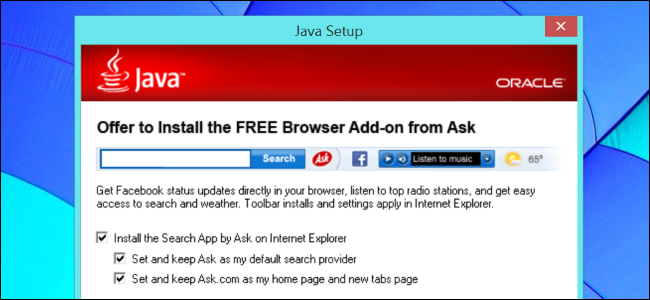 Java Setup
Java™
ORACLE
Offer to Install the FREE Browser Add-on from Ask
Search Ask f Listen to music 65°
Get Facebook status updates directly in your browser, listen to top radio stations, and get easy
access to search and weather. Toolbar installs and settings apply in Internet Explorer.
Install the Search App by Ask on Internet Explorer
Set and keep Ask as my default search provider
Set and keep Ask.com as my home page and new tabs page